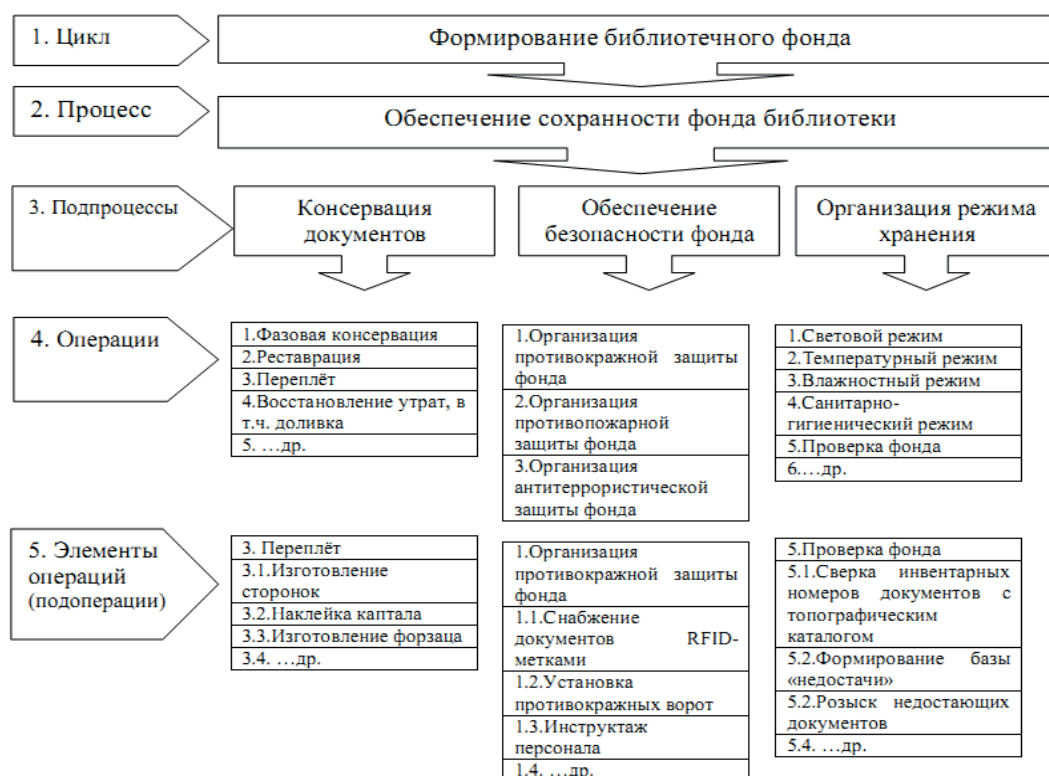 1. Цикл
Формирование библиотечного фонда
2. Процесс
Обеспечение сохранности фонда библиотеки
3. Подпроцессы
Консервация
документов
Обеспечение
безопасности фонда
Организация режима
хранения
4. Операции
1.Фазовая консервация
2.Реставрация
3.Переплёт
4.Восстановление утрат, в
т.ч. доливка
5. …др.
1.Организация
противокражной защиты
фонда
2.Организация
противопожарной
защиты фонда
3.Организация
антитеррористической
защиты фонда
1.Световой режим
2.Температурный режим
3.Влажностный режим
4.Санитарно-
гигиенический режим
5.Проверка фонда
6.…др.
5. Элементы
операций
(подоперации)
3. Переплёт
3.1.Изготовление
сторонок
3.2.Наклейка каптала
3.3.Изготовление форзаца
3.4. …др.
1.Организация
противокражной защиты
фонда
1.1.Снабжение
документов RFID-
метками
1.2.Установка
противокражных ворот
1.3.Инструктаж
персонала
1.4. …др.
5.Проверка фонда
5.1.Сверка инвентарных
номеров документов с
топографическим
каталогом
5.2.Формирование базы
«недостачи»
5.2.Розыск недостающих
документов
5.4. …др.